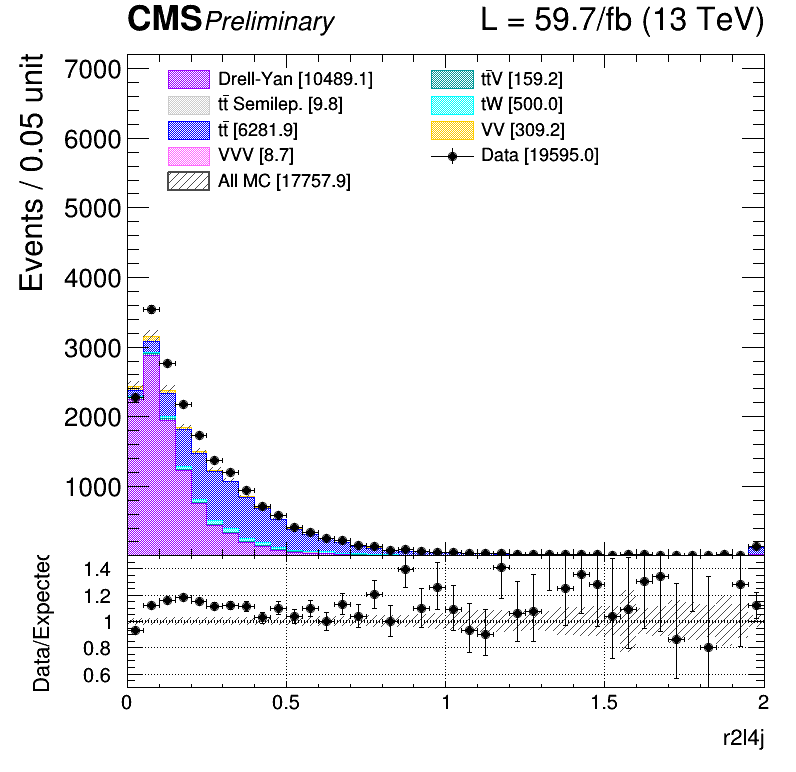 CMS Preliminary L = 59.7/fb (13 TeV)
Events / 0.05 unit
7000
6000
5000
4000
3000
2000
1000
Drell-Yan [10489.1]
tt̄ Semilep. [9.8]
tt̄ [6281.9]
VVV [8.7]
All MC [17757.9]
tt̄V [159.2]
tW [500.0]
VV [309.2]
Data [19595.0]
Data/Expected
1.4
1.2
1
0.8
0.6
0 0.5 1 1.5 2
r2l4j